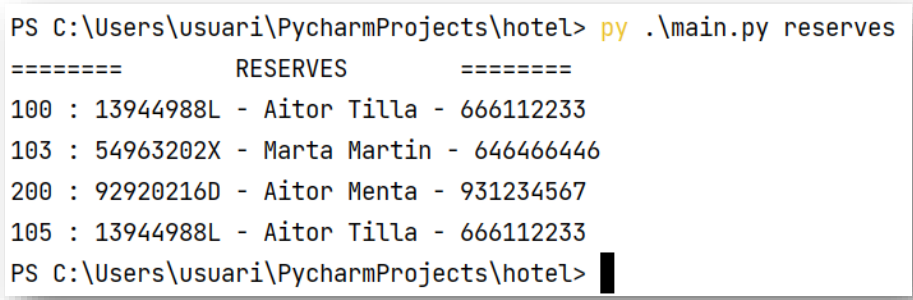 PS C:\Users\usuari\PycharmProjects\hotel> py .\main.py reserves
======== RESERVES ========
100 : 13944988L - Aitor Tilla - 666112233
103 : 54963202X - Marta Martin - 646466446
200 : 92920216D - Aitor Menta - 931234567
105 : 13944988L - Aitor Tilla - 666112233
PS C:\Users\usuari\PycharmProjects\hotel>